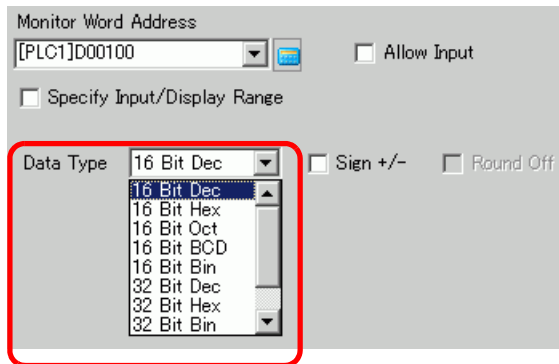 Monitor Word Address
[PLC1]D00100
Allow Input
Specify Input/Display Range
Data Type 16 Bit Dec Sign +/- Round Off
16 Bit Dec
16 Bit Hex
16 Bit Oct
16 Bit BCD
16 Bit Bin
32 Bit Dec
32 Bit Hex
32 Bit Bin